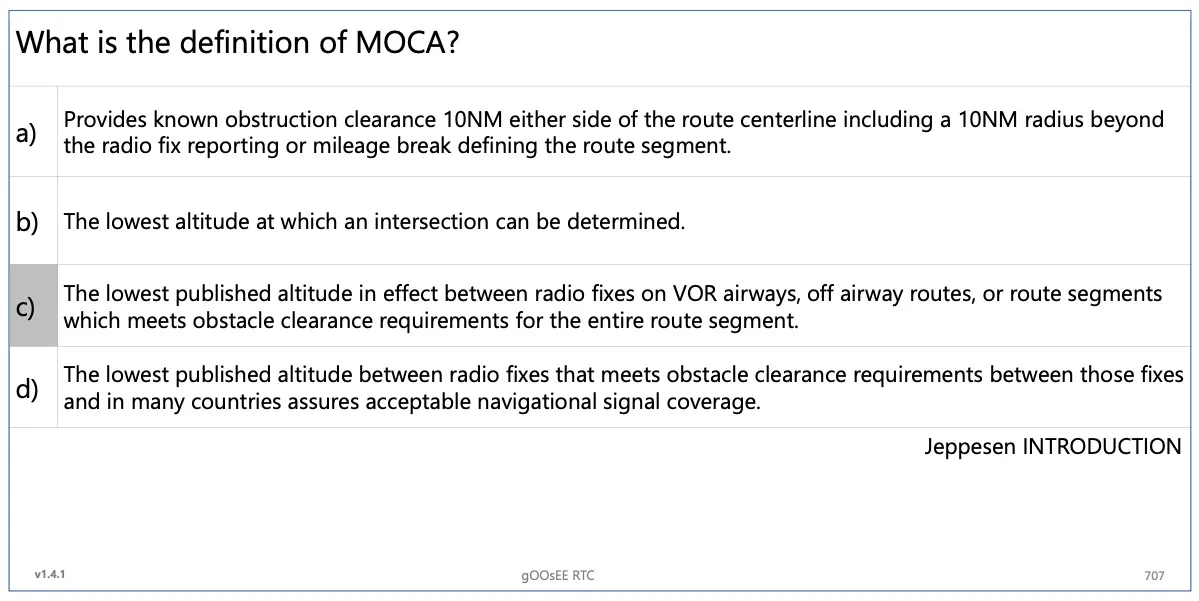 What is the definition of MOCA?
a)
Provides known obstruction clearance 10NM either side of the route centerline including a 10NM radius beyond
the radio fix reporting or mileage break defining the route segment.
b)
The lowest altitude at which an intersection can be determined.
c)
The lowest published altitude in effect between radio fixes on VOR airways, off airway routes, or route segments
which meets obstacle clearance requirements for the entire route segment.
d)
The lowest published altitude between radio fixes that meets obstacle clearance requirements between those fixes
and in many countries assures acceptable navigational signal coverage.
Jeppesen INTRODUCTION
v1.4.1
gOOsEE RTC
707